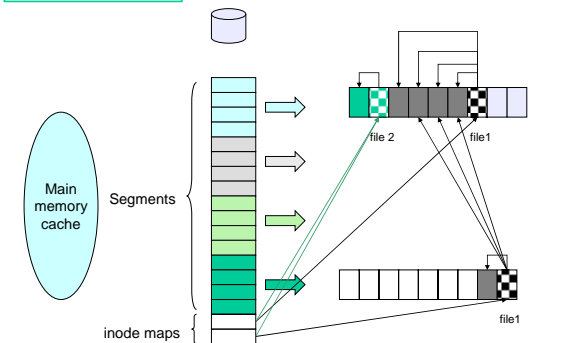 file 2
file1
Main
memory
cache
Segments
file1
inode maps